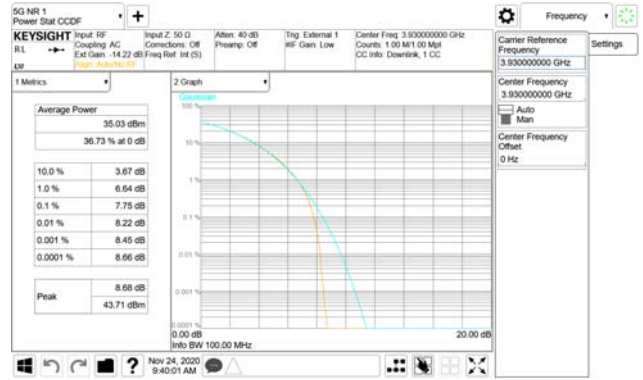 5G NR 1
Power Stat CCDF
Frequency
KEYSIGHT
RL
Input: RF
Coupling: AC
Ext Gain: -14.22 dB
Align: Auto/No RF
Input Z: 50 Ω
Corrections: Off
Freq Ref: Int (S)
Atten: 40 dB
Preamp: Off
Trig: External 1
#IF Gain: Low
Center Freq: 3.930000000 GHz
Counts: 1.00 M/1.00 Mpt
CC Info: Downlink, 1 CC
Carrier Reference
Frequency
3.930000000 GHz
Settings
Center Frequency
3.930000000 GHz
Auto
Man
Center Frequency
Offset
0 Hz
1 Metrics
Average Power
35.03 dBm
36.73 % at 0 dB
10.0 % 3.67 dB
1.0 % 6.64 dB
0.1 % 7.75 dB
0.01 % 8.22 dB
0.001 % 8.45 dB
0.0001 % 8.66 dB
Peak
8.68 dB
43.71 dBm
2 Graph
Gaussian
100 %
10 %
1 %
0.1 %
0.01 %
0.001 %
0.0001 %
0.00 dB
20.00 dB
Info BW 100.00 MHz
Nov 24, 2020
9:40:01 AM